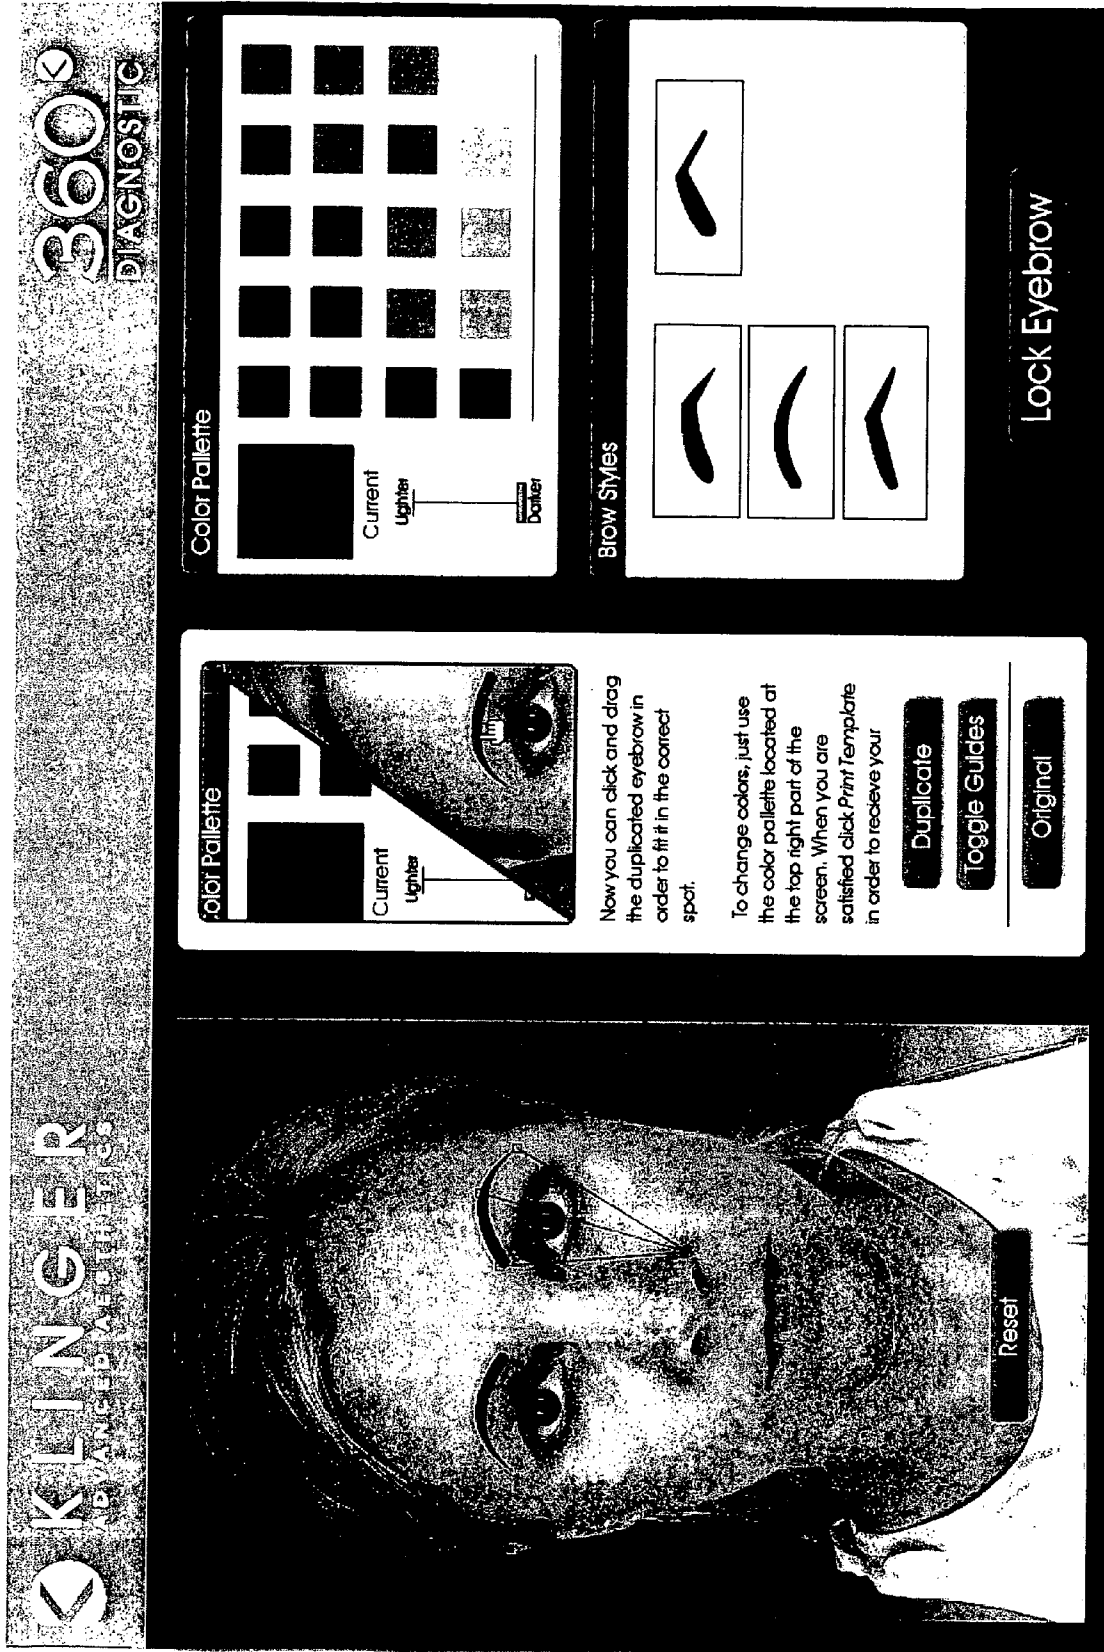 KLINGER
ADVANCED AESTHETICS
360
DIAGNOSTIC
Reset
Color Pallette
Current
Lighter
Now you can click and drag
the duplicated eyebrow in
order to fit it in the correct
spot.
To change colors, just use
the color pallette located at
the top right part of the
screen. When you are
satisfied click Print Template
in order to recieve your
Duplicate
Toggle Guides
Original
Color Pallette
Current
Lighter
Darker
Brow Styles
Lock Eyebrow